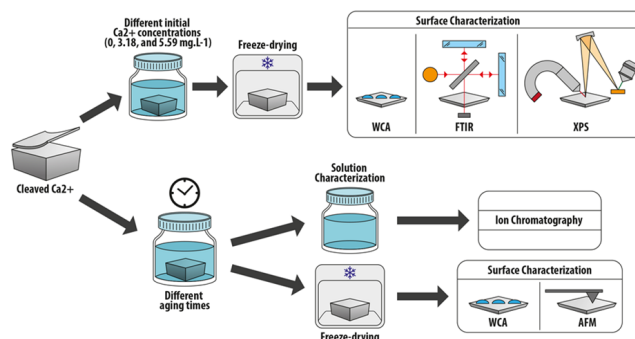 Different initial
Ca2+ concentrations
(0, 3.18, and 5.59 mg.L-1)
Freeze-drying
Surface Characterization
WCA
FTIR
XPS
Cleaved Ca2+
Solution
Characterization
Ion Chromatography
Different
aging times
Freeze-drying
Surface Characterization
WCA
AFM